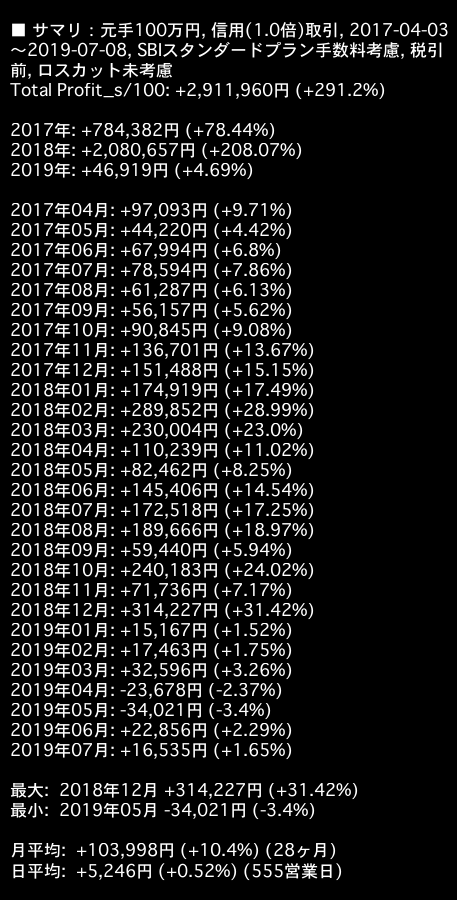 ■ サマリ：元手100万円, 信用(1.0倍)取引, 2017-04-03
～2019-07-08, SBIスタンダードプラン手数料考慮, 税引
前, ロスカット未考慮
Total Profit_s/100: +2,911,960円 (+291.2%)
2017年: +784,382円 (+78.44%)
2018年: +2,080,657円 (+208.07%)
2019年: +46,919円 (+4.69%)
2017年04月: +97,093円 (+9.71%)
2017年05月: +44,220円 (+4.42%)
2017年06月: +67,994円 (+6.8%)
2017年07月: +78,594円 (+7.86%)
2017年08月: +61,287円 (+6.13%)
2017年09月: +56,157円 (+5.62%)
2017年10月: +90,845円 (+9.08%)
2017年11月: +136,701円 (+13.67%)
2017年12月: +151,488円 (+15.15%)
2018年01月: +174,919円 (+17.49%)
2018年02月: +289,852円 (+28.99%)
2018年03月: +230,004円 (+23.0%)
2018年04月: +110,239円 (+11.02%)
2018年05月: +82,462円 (+8.25%)
2018年06月: +145,406円 (+14.54%)
2018年07月: +172,518円 (+17.25%)
2018年08月: +189,666円 (+18.97%)
2018年09月: +59,440円 (+5.94%)
2018年10月: +240,183円 (+24.02%)
2018年11月: +71,736円 (+7.17%)
2018年12月: +314,227円 (+31.42%)
2019年01月: +15,167円 (+1.52%)
2019年02月: +17,463円 (+1.75%)
2019年03月: +32,596円 (+3.26%)
2019年04月: -23,678円 (-2.37%)
2019年05月: -34,021円 (-3.4%)
2019年06月: +22,856円 (+2.29%)
2019年07月: +16,535円 (+1.65%)
最大: 2018年12月 +314,227円 (+31.42%)
最小: 2019年05月 -34,021円 (-3.4%)
月平均: +103,998円 (+10.4%) (28ヶ月)
日平均: +5,246円 (+0.52%) (555営業日)